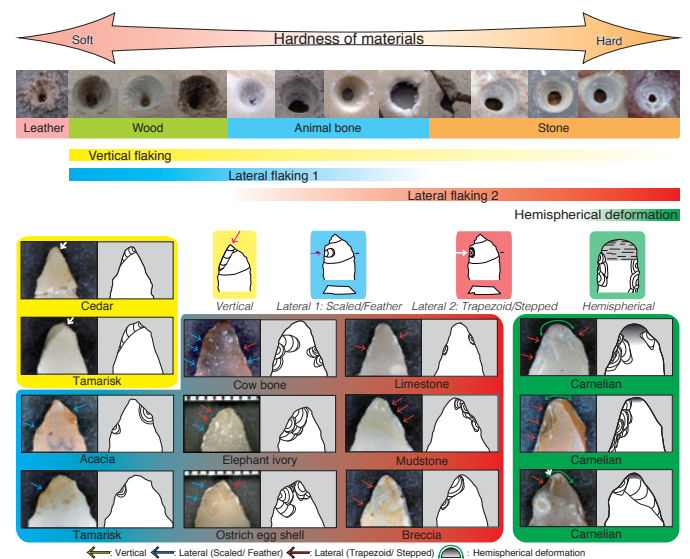 Hardness of materials
Soft
Hard
Leather
Wood
Animal bone
Stone
Vertical flaking
Lateral flaking 1
Lateral flaking 2
Hemispherical deformation
Vertical
Lateral 1: Scaled/Feather
Lateral 2: Trapezoid/Stepped
Hemispherical
Cedar
Tamarisk
Cow bone
Limestone
Carnelian
Acacia
Elephant ivory
Mudstone
Carnelian
Tamarisk
Ostrich egg shell
Breccia
Carnelian
: Vertical : Lateral (Scaled/ Feather) : Lateral (Trapezoid/ Stepped) : Hemispherical deformation